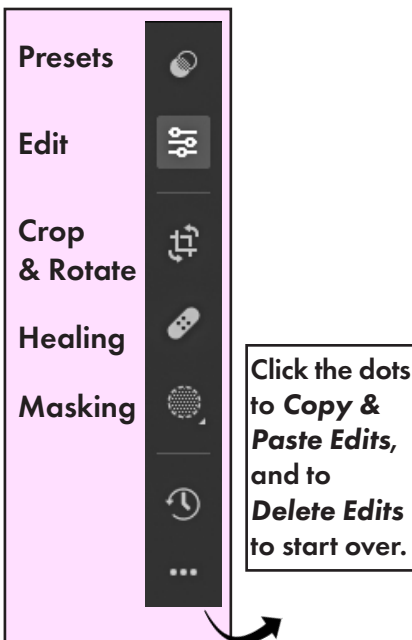 Presets
Edit
Crop
& Rotate
Healing
Masking
Click the dots
to Copy &
Paste Edits,
and to
Delete Edits
to start over.